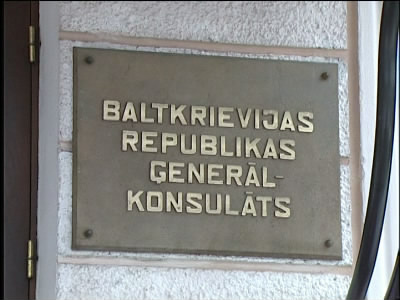 BALTKRIEVIJAS
REPUBLIKAS
ĢENERĀL-
KONSULĀTS